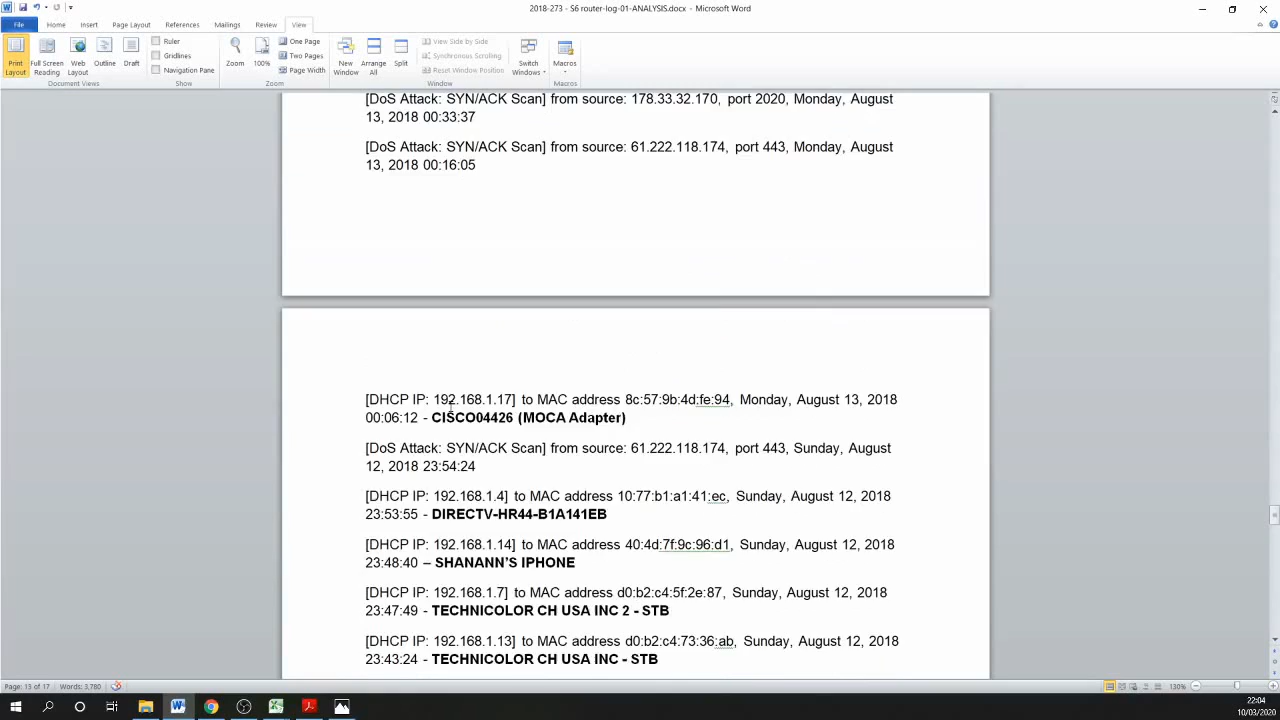 2018-273 - S6 router-log-01-ANALYSIS.docx - Microsoft Word
File Home Insert Page Layout References Mailings Review View
Print Layout
Full Screen Reading
Web Layout
Outline
Draft
Document Views
Ruler
Gridlines
Navigation Pane
Show
Zoom
100%
One Page
Two Pages
Page Width
Zoom
New Window
Arrange All
Split
View Side by Side
Synchronous Scrolling
Reset Window Position
Window
Switch Windows
Macros
Macros
[DoS Attack: SYN/ACK Scan] from source: 178.33.32.170, port 2020, Monday, August
13, 2018 00:33:37
[DoS Attack: SYN/ACK Scan] from source: 61.222.118.174, port 443, Monday, August
13, 2018 00:16:05
[DHCP IP: 192.168.1.17] to MAC address 8c:57:9b:4d:fe:94, Monday, August 13, 2018
00:06:12 - CISCO04426 (MOCA Adapter)
[DoS Attack: SYN/ACK Scan] from source: 61.222.118.174, port 443, Sunday, August
12, 2018 23:54:24
[DHCP IP: 192.168.1.4] to MAC address 10:77:b1:a1:41:ec, Sunday, August 12, 2018
23:53:55 - DIRECTV-HR44-B1A141EB
[DHCP IP: 192.168.1.14] to MAC address 40:4d:7f:9c:96:d1, Sunday, August 12, 2018
23:48:40 – SHANANN'S IPHONE
[DHCP IP: 192.168.1.7] to MAC address d0:b2:c4:5f:2e:87, Sunday, August 12, 2018
23:47:49 - TECHNICOLOR CH USA INC 2 - STB
[DHCP IP: 192.168.1.13] to MAC address d0:b2:c4:73:36:ab, Sunday, August 12, 2018
23:43:24 - TECHNICOLOR CH USA INC - STB
Page: 13 of 17 Words: 3,780
130%
22:04
10/03/2020